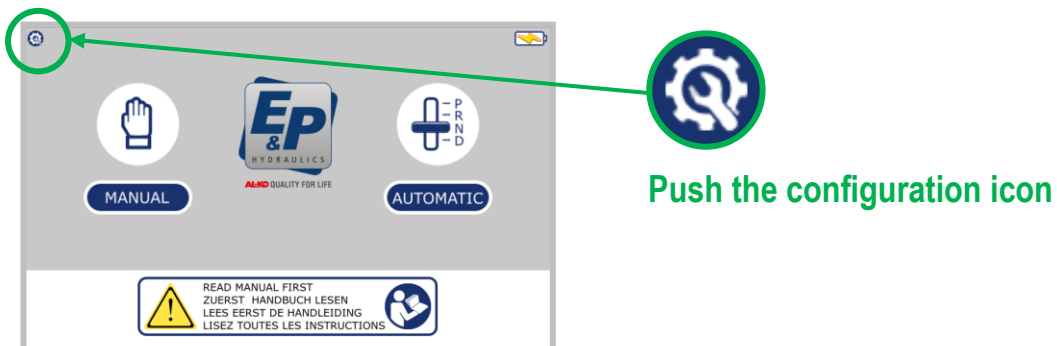 P
R
N
D
E&P
HYDRAULICS
AL-KO QUALITY FOR LIFE
MANUAL
AUTOMATIC
Push the configuration icon
READ MANUAL FIRST
ZUERST HANDBUCH LESEN
LEES EERST DE HANDLEIDING
LISEZ TOUTES LES INSTRUCTIONS